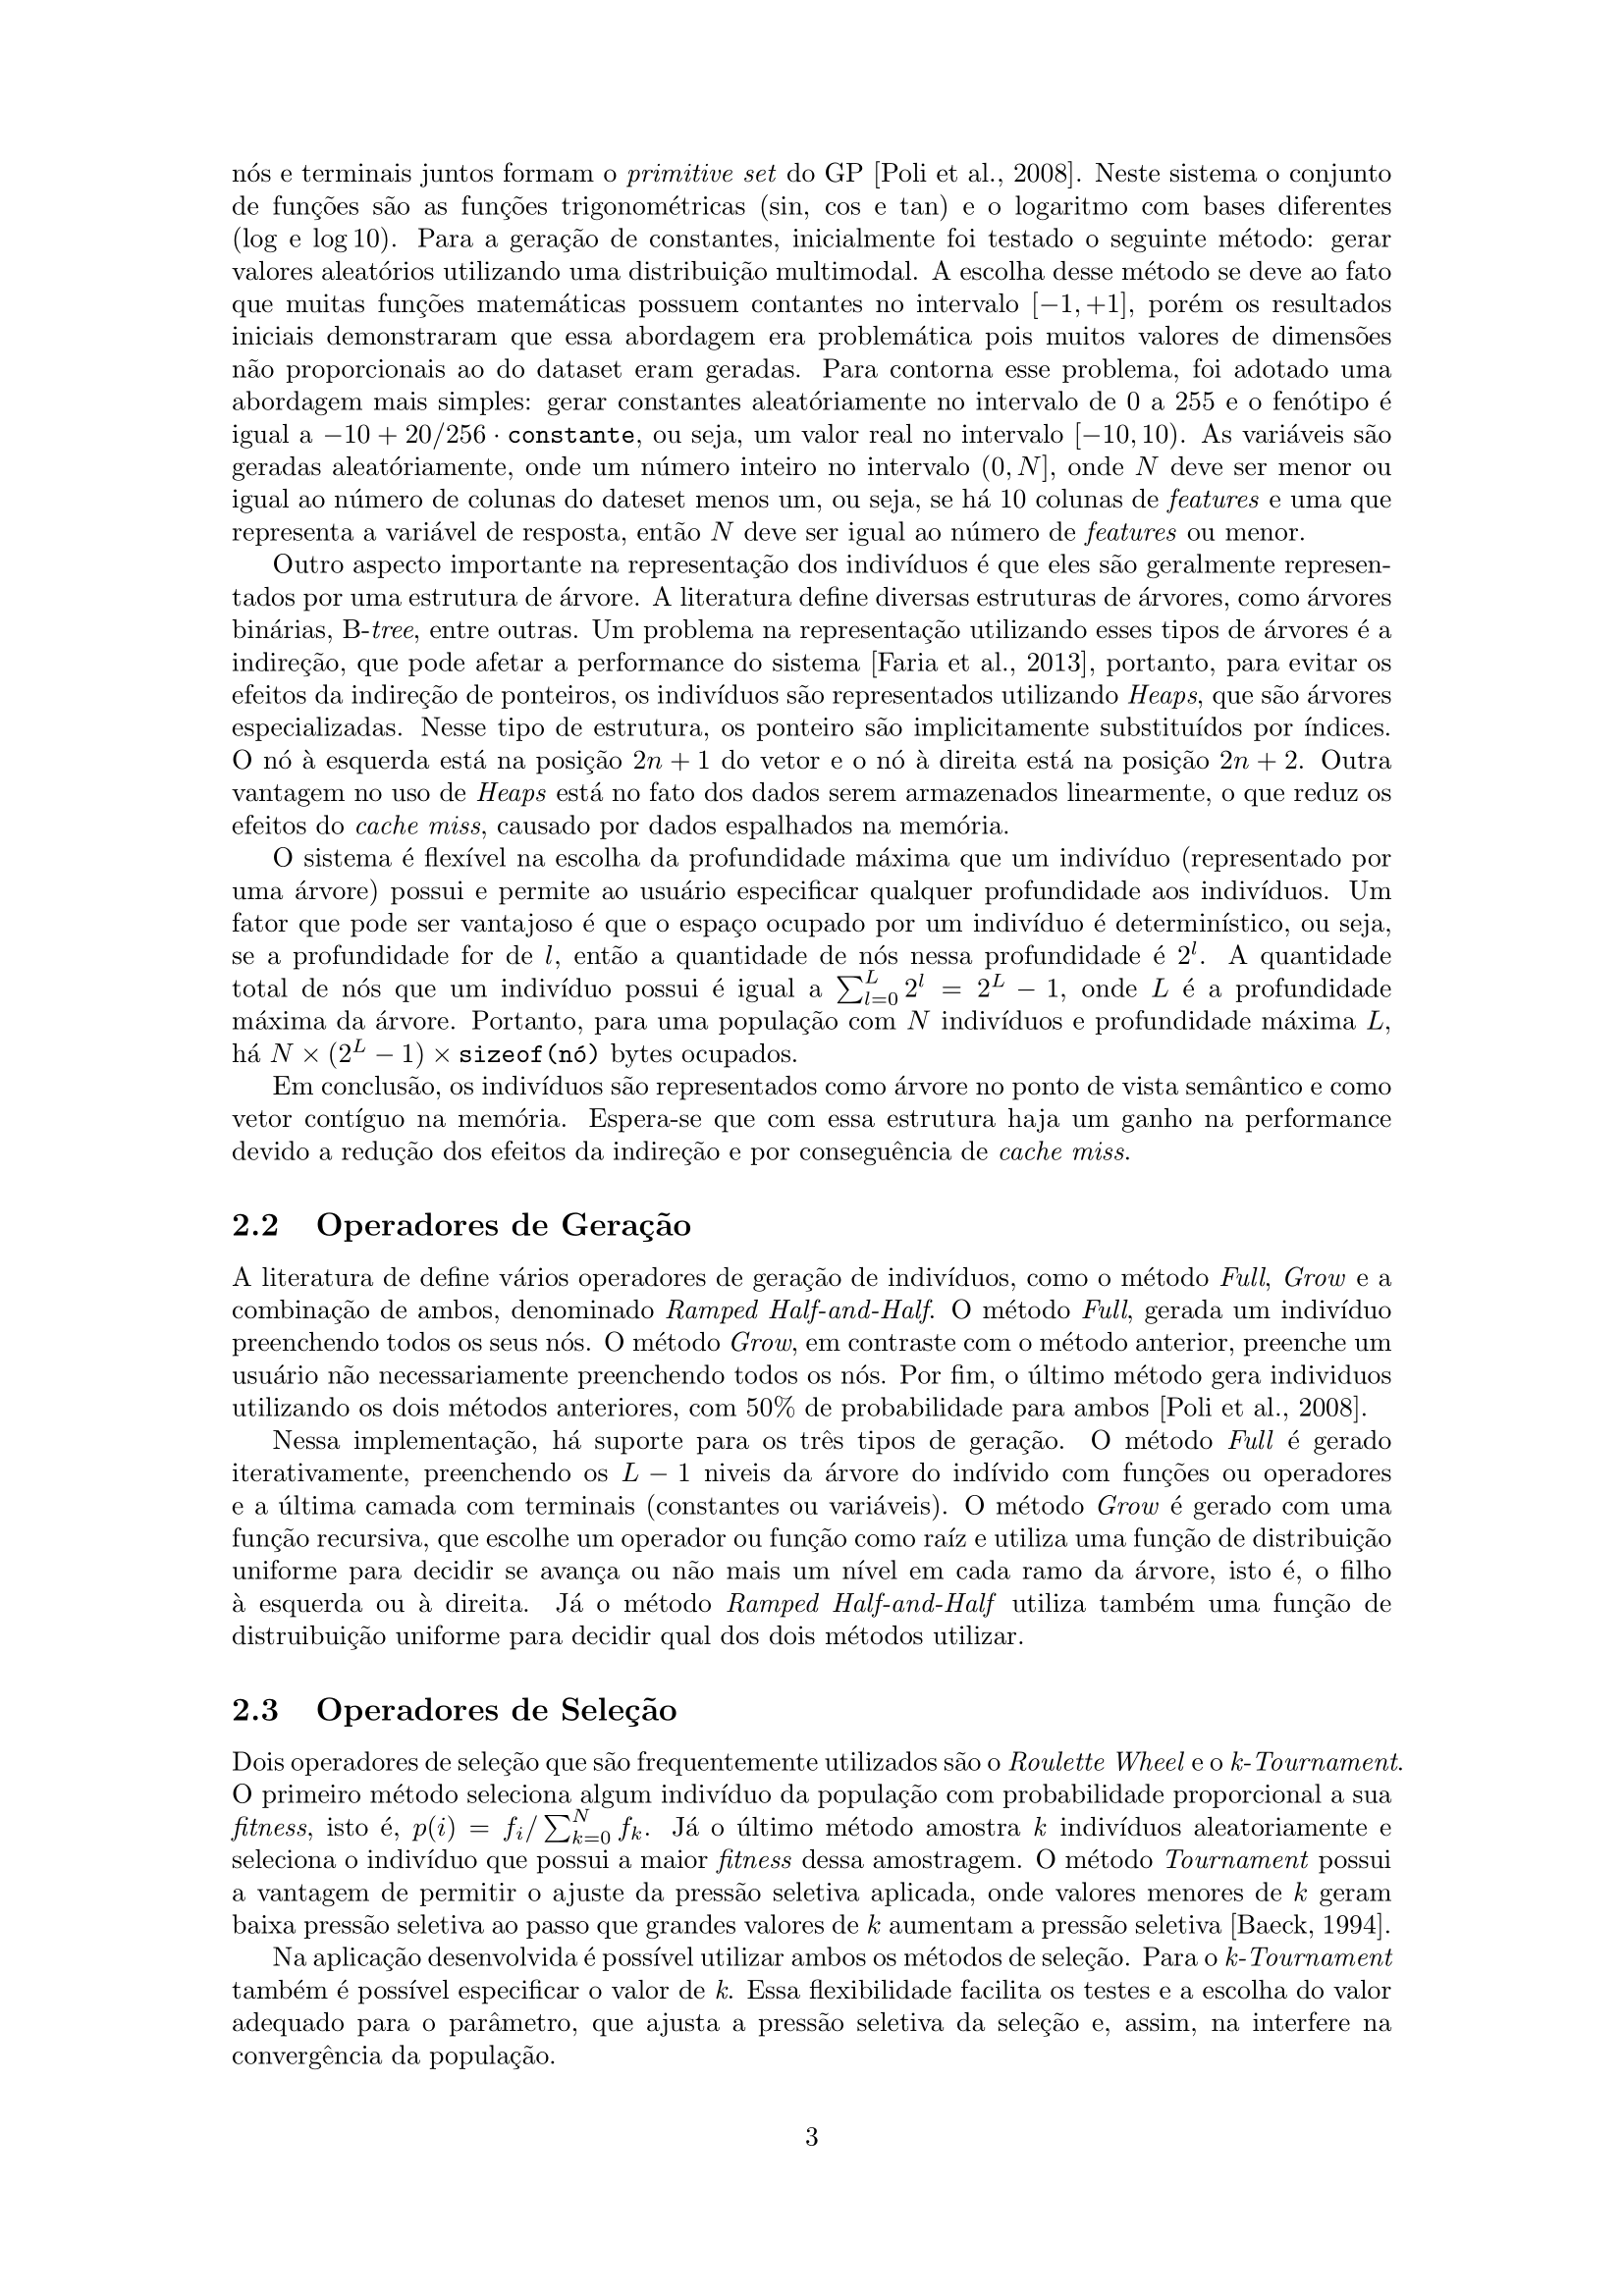 nós e terminais juntos formam o primitive set do GP [Poli et al., 2008]. Neste sistema o conjunto
de funções são as funções trigonométricas (sin, cos e tan) e o logaritmo com bases diferentes
(log e log 10). Para a geração de constantes, inicialmente foi testado o seguinte método: gerar
valores aleatórios utilizando uma distribuição multimodal. A escolha desse método se deve ao fato
que muitas funções matemáticas possuem contantes no intervalo [−1, +1], porém os resultados
iniciais demonstraram que essa abordagem era problemática pois muitos valores de dimensões
não proporcionais ao do dataset eram geradas. Para contorna esse problema, foi adotado uma
abordagem mais simples: gerar constantes aleatóriamente no intervalo de 0 a 255 e o fenótipo é
igual a −10 + 20/256 · constante, ou seja, um valor real no intervalo [−10, 10). As variáveis são
geradas aleatóriamente, onde um número inteiro no intervalo (0, N], onde N deve ser menor ou
igual ao número de colunas do dateset menos um, ou seja, se há 10 colunas de features e uma que
representa a variável de resposta, então N deve ser igual ao número de features ou menor.
Outro aspecto importante na representação dos indivíduos é que eles são geralmente represen-
tados por uma estrutura de árvore. A literatura define diversas estruturas de árvores, como árvores
binárias, B-tree, entre outras. Um problema na representação utilizando esses tipos de árvores é a
indireção, que pode afetar a performance do sistema [Faria et al., 2013], portanto, para evitar os
efeitos da indireção de ponteiros, os indivíduos são representados utilizando Heaps, que são árvores
especializadas. Nesse tipo de estrutura, os ponteiro são implicitamente substituídos por índices.
O nó à esquerda está na posição 2n + 1 do vetor e o nó à direita está na posição 2n + 2. Outra
vantagem no uso de Heaps está no fato dos dados serem armazenados linearmente, o que reduz os
efeitos do cache miss, causado por dados espalhados na memória.
O sistema é flexível na escolha da profundidade máxima que um indivíduo (representado por
uma árvore) possui e permite ao usuário especificar qualquer profundidade aos indivíduos. Um
fator que pode ser vantajoso é que o espaço ocupado por um indivíduo é determinístico, ou seja,
se a profundidade for de l, então a quantidade de nós nessa profundidade é 2^l. A quantidade
total de nós que um indivíduo possui é igual a ∑_{l=0}^{L} 2^l = 2^L − 1, onde L é a profundidade
máxima da árvore. Portanto, para uma população com N indivíduos e profundidade máxima L,
há N × (2^L − 1) × sizeof(nó) bytes ocupados.
Em conclusão, os indivíduos são representados como árvore no ponto de vista semântico e como
vetor contíguo na memória. Espera-se que com essa estrutura haja um ganho na performance
devido a redução dos efeitos da indireção e por conseguência de cache miss.
2.2 Operadores de Geração
A literatura de define vários operadores de geração de indivíduos, como o método Full, Grow e a
combinação de ambos, denominado Ramped Half-and-Half. O método Full, gerada um indivíduo
preenchendo todos os seus nós. O método Grow, em contraste com o método anterior, preenche um
usuário não necessariamente preenchendo todos os nós. Por fim, o último método gera individuos
utilizando os dois métodos anteriores, com 50% de probabilidade para ambos [Poli et al., 2008].
Nessa implementação, há suporte para os três tipos de geração. O método Full é gerado
iterativamente, preenchendo os L − 1 niveis da árvore do indívido com funções ou operadores
e a última camada com terminais (constantes ou variáveis). O método Grow é gerado com uma
função recursiva, que escolhe um operador ou função como raíz e utiliza uma função de distribuição
uniforme para decidir se avança ou não mais um nível em cada ramo da árvore, isto é, o filho
à esquerda ou à direita. Já o método Ramped Half-and-Half utiliza também uma função de
distruibuição uniforme para decidir qual dos dois métodos utilizar.
2.3 Operadores de Seleção
Dois operadores de seleção que são frequentemente utilizados são o Roulette Wheel e o k-Tournament.
O primeiro método seleciona algum indivíduo da população com probabilidade proporcional a sua
fitness, isto é, p(i) = f_i/ ∑_{k=0}^{N} f_k. Já o último método amostra k indivíduos aleatoriamente e
seleciona o indivíduo que possui a maior fitness dessa amostragem. O método Tournament possui
a vantagem de permitir o ajuste da pressão seletiva aplicada, onde valores menores de k geram
baixa pressão seletiva ao passo que grandes valores de k aumentam a pressão seletiva [Baeck, 1994].
Na aplicação desenvolvida é possível utilizar ambos os métodos de seleção. Para o k-Tournament
também é possível especificar o valor de k. Essa flexibilidade facilita os testes e a escolha do valor
adequado para o parâmetro, que ajusta a pressão seletiva da seleção e, assim, na interfere na
convergência da população.
3